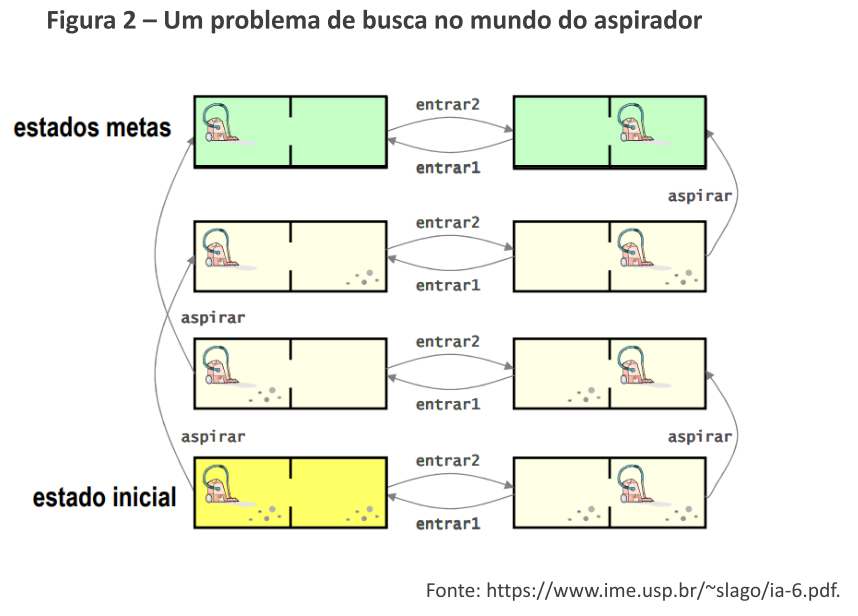 Figura 2 – Um problema de busca no mundo do aspirador
entrar2
estados metas
entrar1
aspirar
entrar2
entrar1
aspirar
entrar2
entrar1
aspirar
aspirar
entrar2
estado inicial
entrar1
Fonte: https://www.ime.usp.br/~slago/ia-6.pdf.